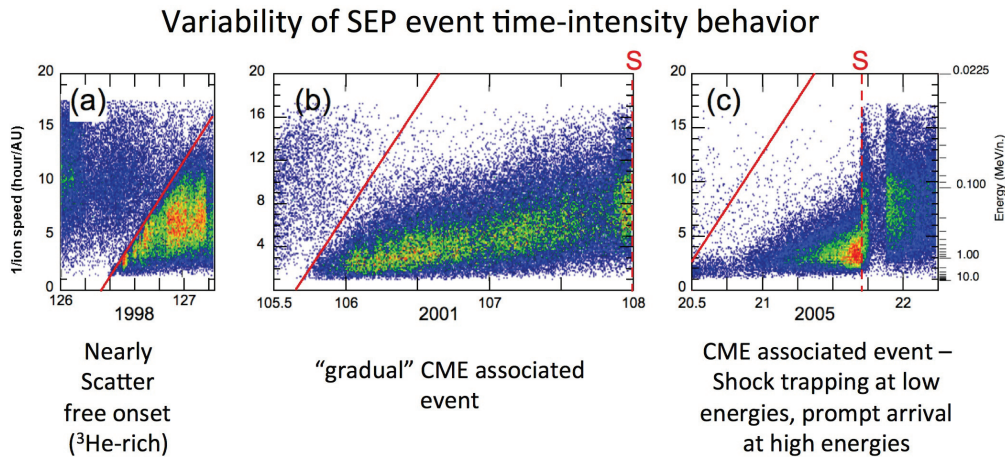 Variability of SEP event time-intensity behavior
S
S
(a)
(b)
(c)
20
15
10
5
0
1/ion speed (hour/AU)
126
127
1998
20
16
12
8
4
0
105.5
106
107
108
2001
20
15
10
5
0
20.5
21
22
2005
0.0225
0.100
1.00
10.0
Energy (MeV/n.)
Nearly
Scatter
free onset
(³He-rich)
“gradual” CME associated
event
CME associated event –
Shock trapping at low
energies, prompt arrival
at high energies